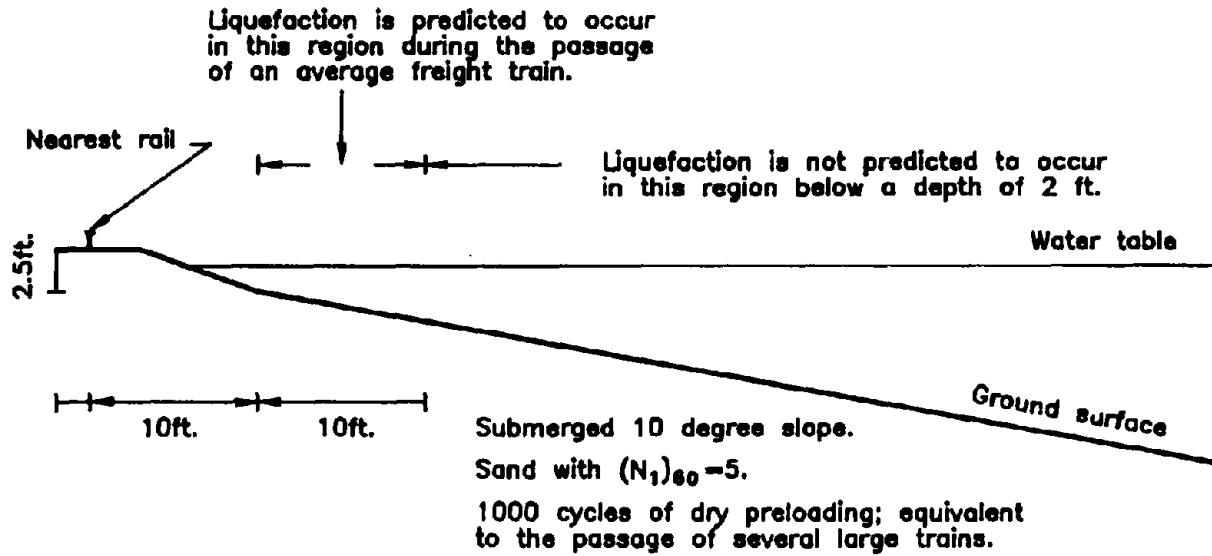 Liquefaction is predicted to occur
in this region during the passage
of an average freight train.
Nearest rail
Liquefaction is not predicted to occur
in this region below a depth of 2 ft.
Water table
2.5ft.
10ft.
10ft.
Ground surface
Submerged 10 degree slope.
Sand with (N₁)₆₀=5.
1000 cycles of dry preloading; equivalent
to the passage of several large trains.